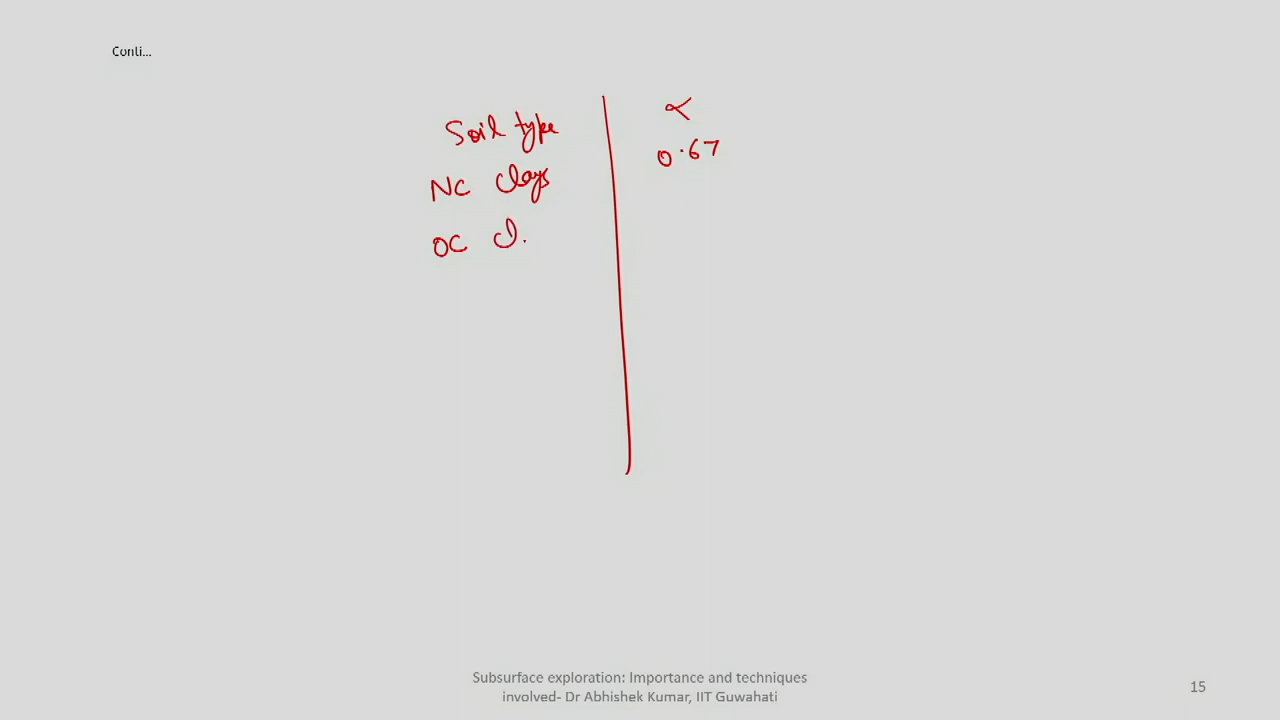 Conti...
Soil type α
NC Clays 0.67
OC Cl.
Subsurface exploration: Importance and techniques
involved- Dr Abhishek Kumar, IIT Guwahati
15